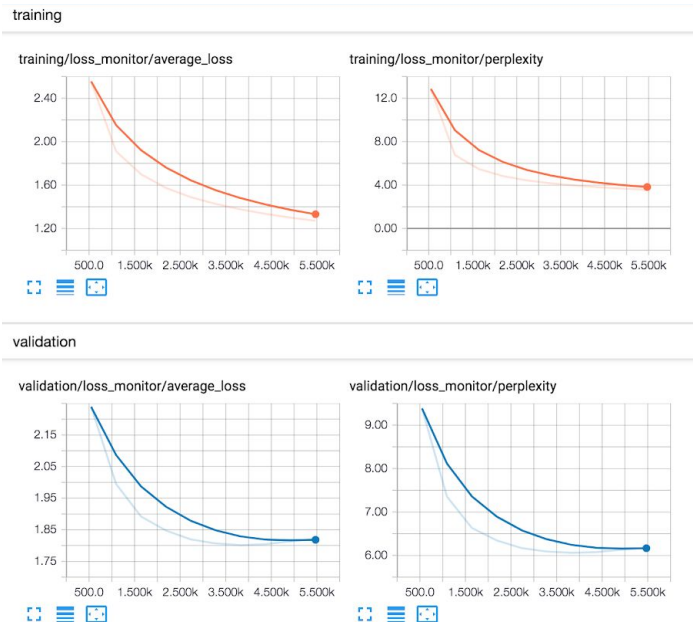 training
training/loss_monitor/average_loss
2.40
2.00
1.60
1.20
500.0 1.500k 2.500k 3.500k 4.500k 5.500k
training/loss_monitor/perplexity
12.0
8.00
4.00
0.00
500.0 1.500k 2.500k 3.500k 4.500k 5.500k
validation
validation/loss_monitor/average_loss
2.15
2.05
1.95
1.85
1.75
500.0 1.500k 2.500k 3.500k 4.500k 5.500k
validation/loss_monitor/perplexity
9.00
8.00
7.00
6.00
500.0 1.500k 2.500k 3.500k 4.500k 5.500k